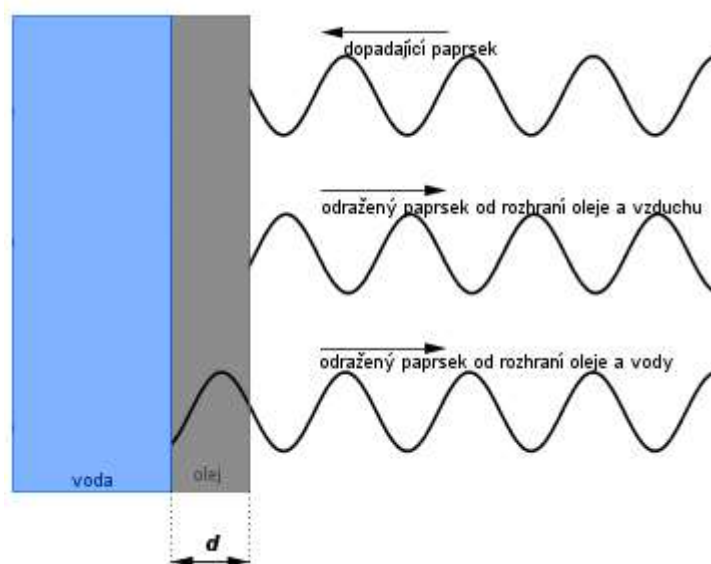 dopadající paprsek
odražený paprsek od rozhraní oleje a vzduchu
odražený paprsek od rozhraní oleje a vody
voda
olej
d